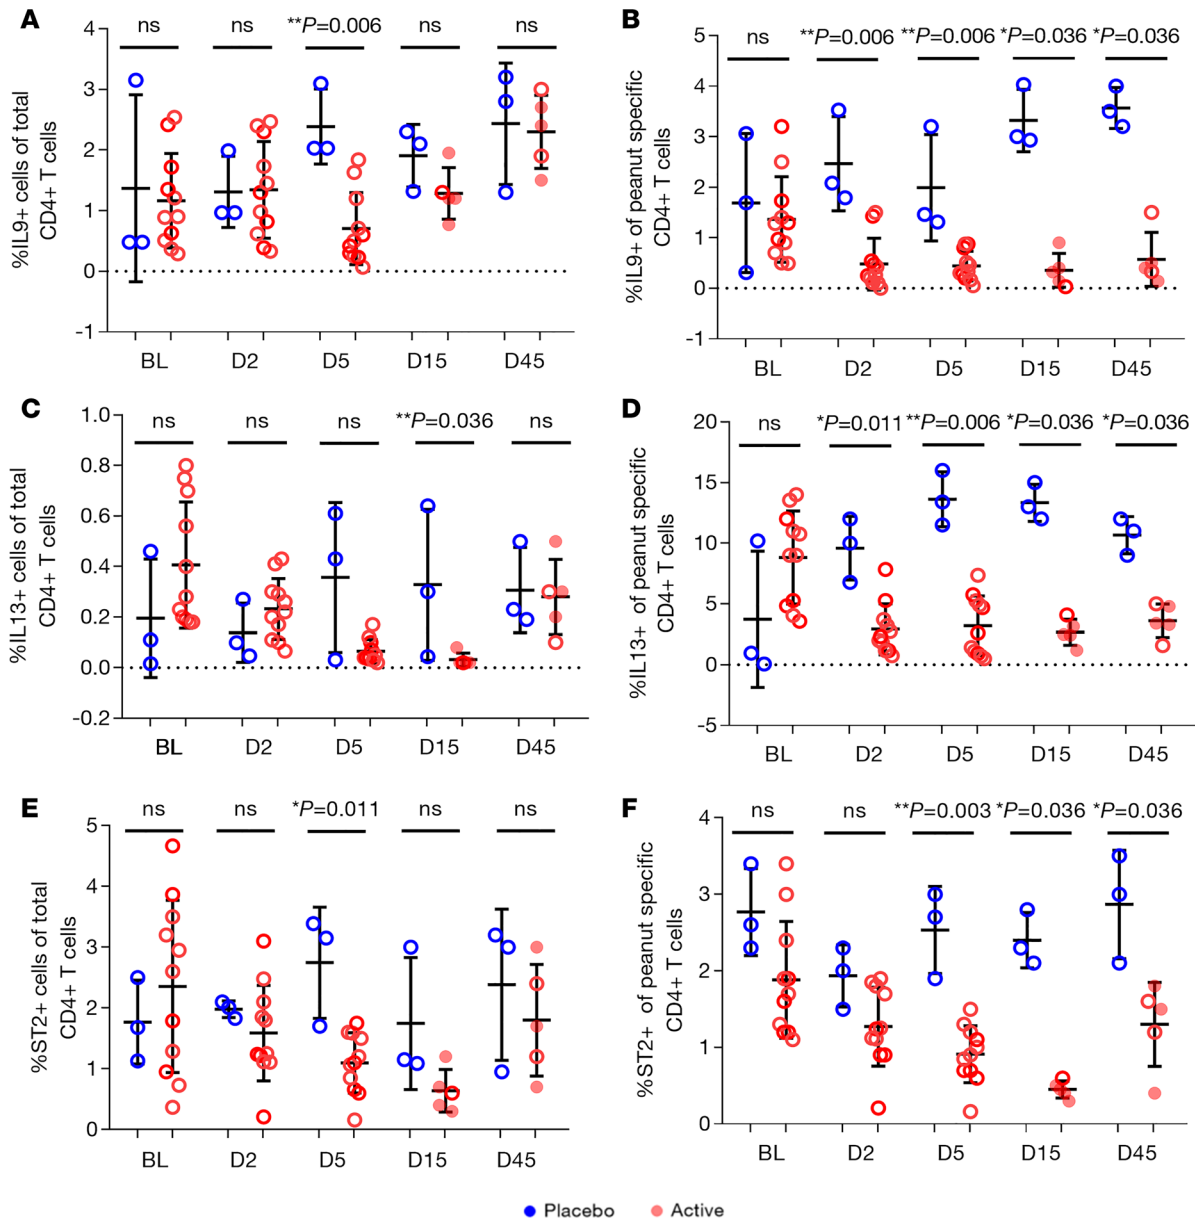 A
ns
ns
**P=0.006
ns
ns
%IL9+ cells of total
CD4+ T cells
4
3
2
1
0
-1
BL
D2
D5
D15
D45
B
ns
**P=0.006
**P=0.006
*P=0.036
*P=0.036
%IL9+ of peanut specific
CD4+ T cells
5
4
3
2
1
0
-1
BL
D2
D5
D15
D45
C
ns
ns
ns
**P=0.036
ns
%IL13+ cells of total
CD4+ T cells
1.0
0.8
0.6
0.4
0.2
0.0
-0.2
BL
D2
D5
D15
D45
D
ns
*P=0.011
**P=0.006
*P=0.036
*P=0.036
%IL13+ of peanut specific
CD4+ T cells
20
15
10
5
0
-5
BL
D2
D5
D15
D45
E
ns
ns
*P=0.011
ns
ns
%ST2+ cells of total
CD4+ T cells
5
4
3
2
1
0
BL
D2
D5
D15
D45
F
ns
ns
**P=0.003
*P=0.036
*P=0.036
%ST2+ of peanut specific
CD4+ T cells
4
3
2
1
0
BL
D2
D5
D15
D45
Placebo
Active